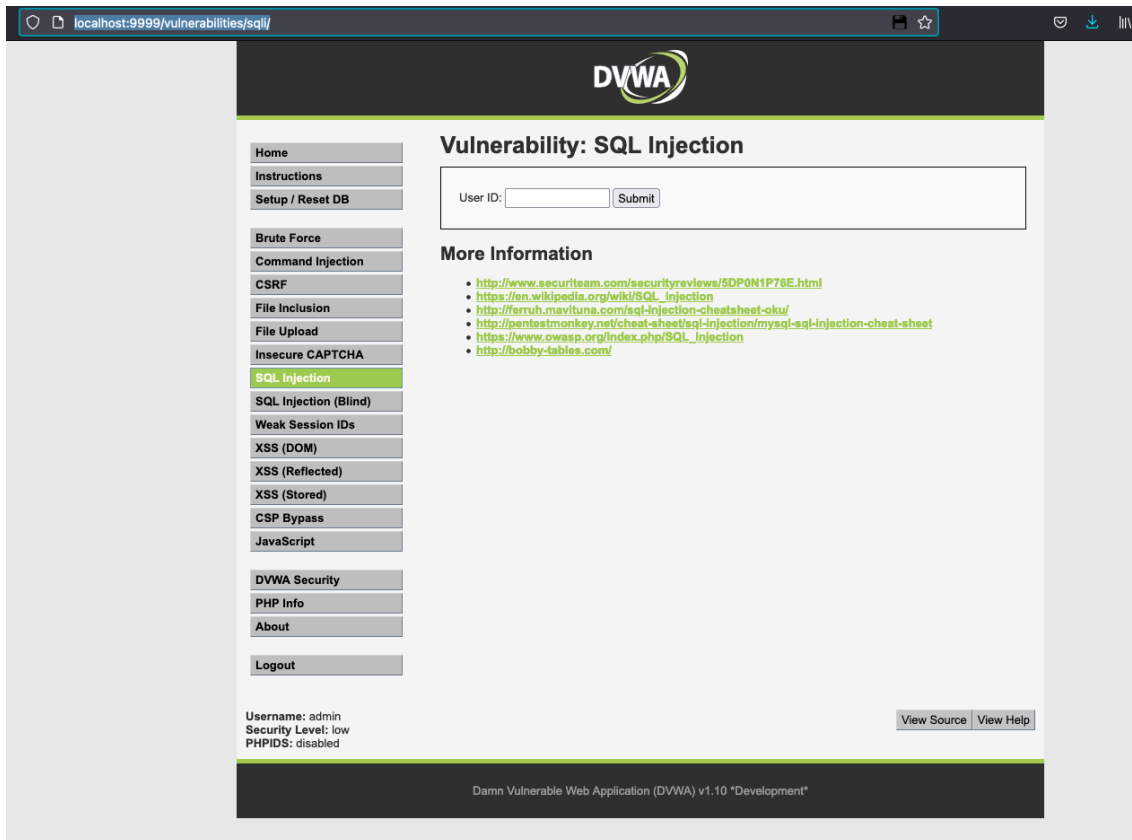 localhost:9999/vulnerabilities/sqli/
DVWA
Home
Instructions
Setup / Reset DB
Brute Force
Command Injection
CSRF
File Inclusion
File Upload
Insecure CAPTCHA
SQL Injection
SQL Injection (Blind)
Weak Session IDs
XSS (DOM)
XSS (Reflected)
XSS (Stored)
CSP Bypass
JavaScript
DVWA Security
PHP Info
About
Logout
Vulnerability: SQL Injection
User ID: Submit
More Information
http://www.securiteam.com/securityreviews/5DP0N1P76E.html
https://en.wikipedia.org/wiki/SQL_injection
http://ferruh.mavituna.com/sql-injection-cheatsheet-oku/
http://pentestmonkey.net/cheat-sheet/sql-injection/mysql-sql-injection-cheat-sheet
https://www.owasp.org/index.php/SQL_Injection
http://bobby-tables.com/
Username: admin
Security Level: low
PHPIDS: disabled
View Source View Help
Damn Vulnerable Web Application (DVWA) v1.10 *Development*